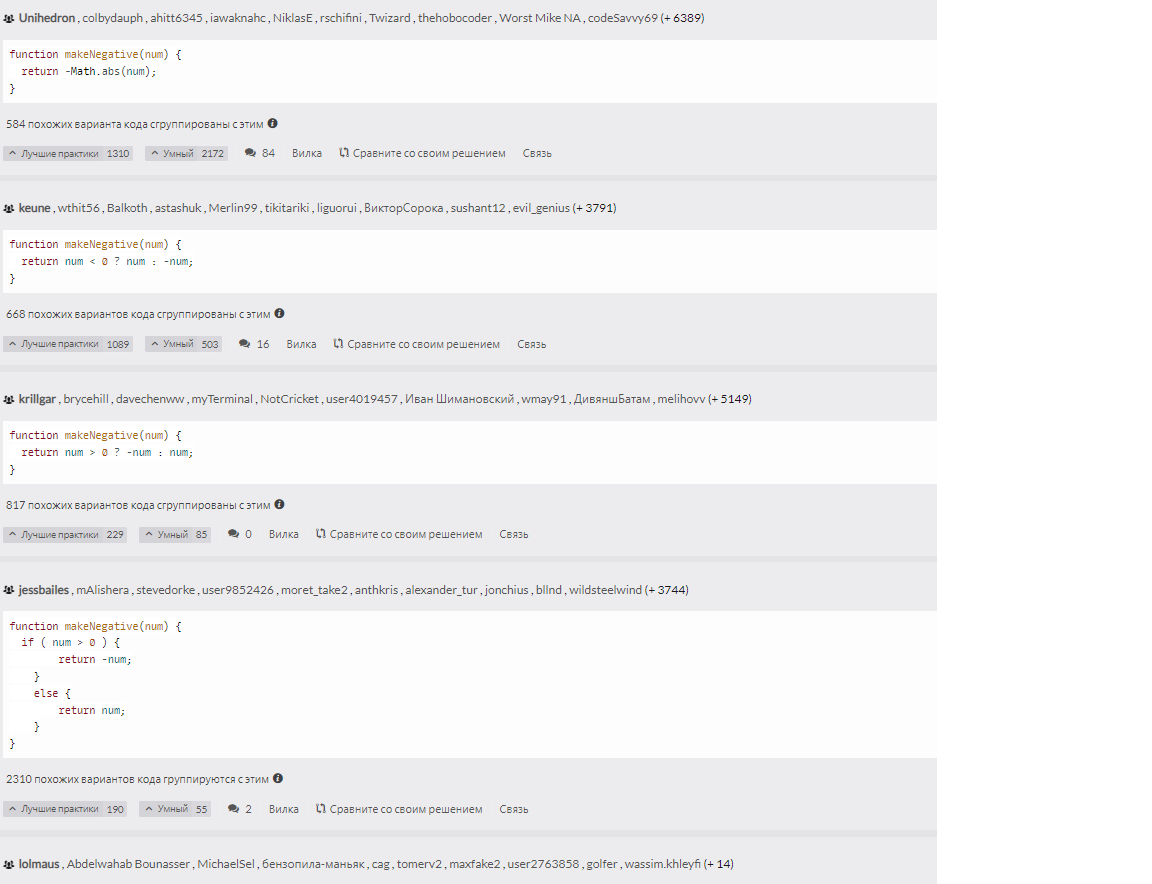 Unihedron , colbydauph , ahitt6345 , iawaknahc , NiklasE , rschifini , Twizard , thehobocoder , Worst Mike NA , codeSavvy69 (+ 6389)
function makeNegative(num) {
  return -Math.abs(num);
}
584 похожих варианта кода сгруппированы с этим
Лучшие практики 1310 Умный 2172 84 Вилка Сравните со своим решением Связь
keune , wthit56 , Balkoth , astashuk , Merlin99 , tikitariki , liguorui , ВикторСорока , sushant12 , evil_genius (+ 3791)
function makeNegative(num) {
  return num < 0 ? num : -num;
}
668 похожих вариантов кода сгруппированы с этим
Лучшие практики 1089 Умный 503 16 Вилка Сравните со своим решением Связь
krillgar , brycehill , davechenww , myTerminal , NotCricket , user4019457 , Иван Шимановский , wmay91 , ДивяншБатам , melihovv (+ 5149)
function makeNegative(num) {
  return num > 0 ? -num : num;
}
817 похожих вариантов кода сгруппированы с этим
Лучшие практики 229 Умный 85 0 Вилка Сравните со своим решением Связь
jessbailes , mAlishera , stevedorke , user9852426 , moret_take2 , anthkris , alexander_tur , jonchius , bllnd , wildsteelwind (+ 3744)
function makeNegative(num) {
  if ( num > 0 ) {
        return -num;
    }
    else {
        return num;
    }
}
2310 похожих вариантов кода группируются с этим
Лучшие практики 190 Умный 55 2 Вилка Сравните со своим решением Связь
lolmaus , Abdelwahab Bounasser , MichaelSel , бензопила-маньяк , cag , tomerv2 , maxfake2 , user2763858 , golfer , wassim.khleyfi (+ 14)